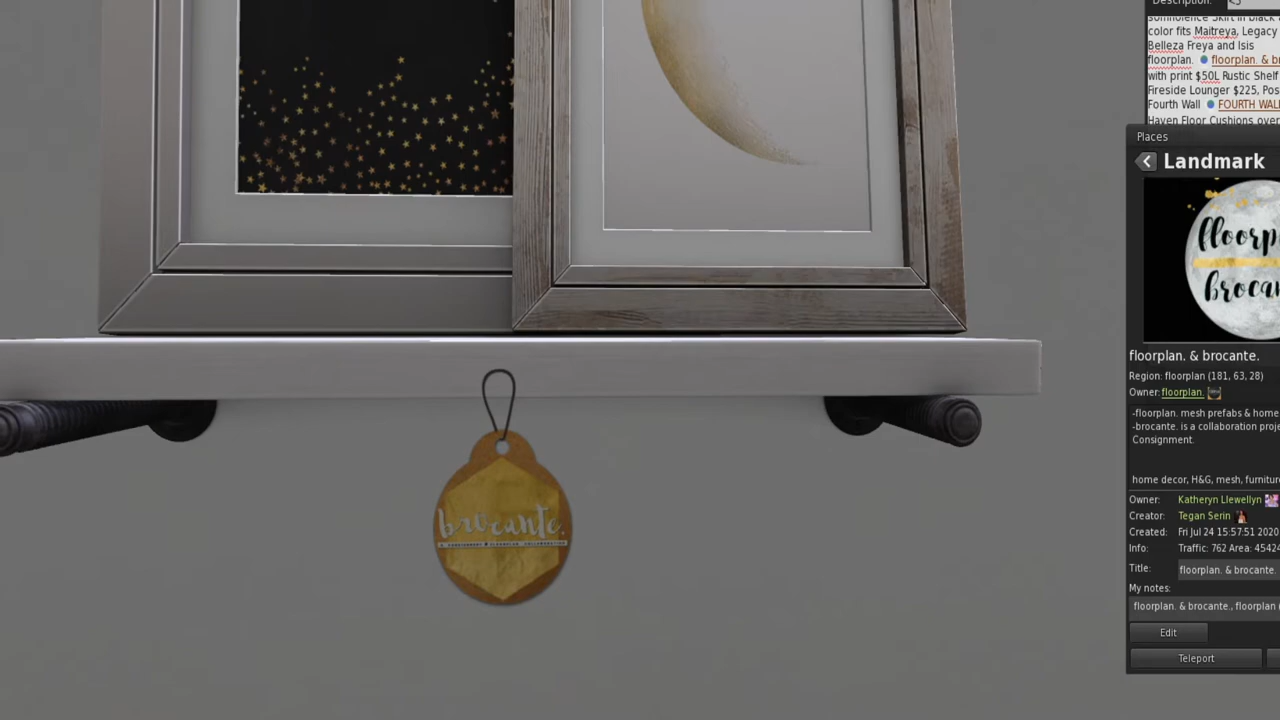 Description:
somnolence Skirt in Black a
color fits Maitreya, Legacy
Belleza Freya and Isis
floorplan. floorplan. & br
with print $50L Rustic Shelf
Fireside Lounger $225, Pos
Fourth Wall FOURTH WALL
Haven Floor Cushions over
Places
Landmark
floorp
brocan
floorplan. & brocante.
Region: floorplan (181, 63, 28)
Owner: floorplan.
-floorplan. mesh prefabs & home
-brocante. is a collaboration proje
Consignment.
home decor, H&G, mesh, furniture
Owner: Katheryn Llewellyn
Creator: Tegan Serin
Created: Fri Jul 24 15:57:51 2020
Info: Traffic: 762 Area: 45424
Title: floorplan. & brocante.
My notes:
floorplan. & brocante., floorplan (
Edit
Teleport
brocante.